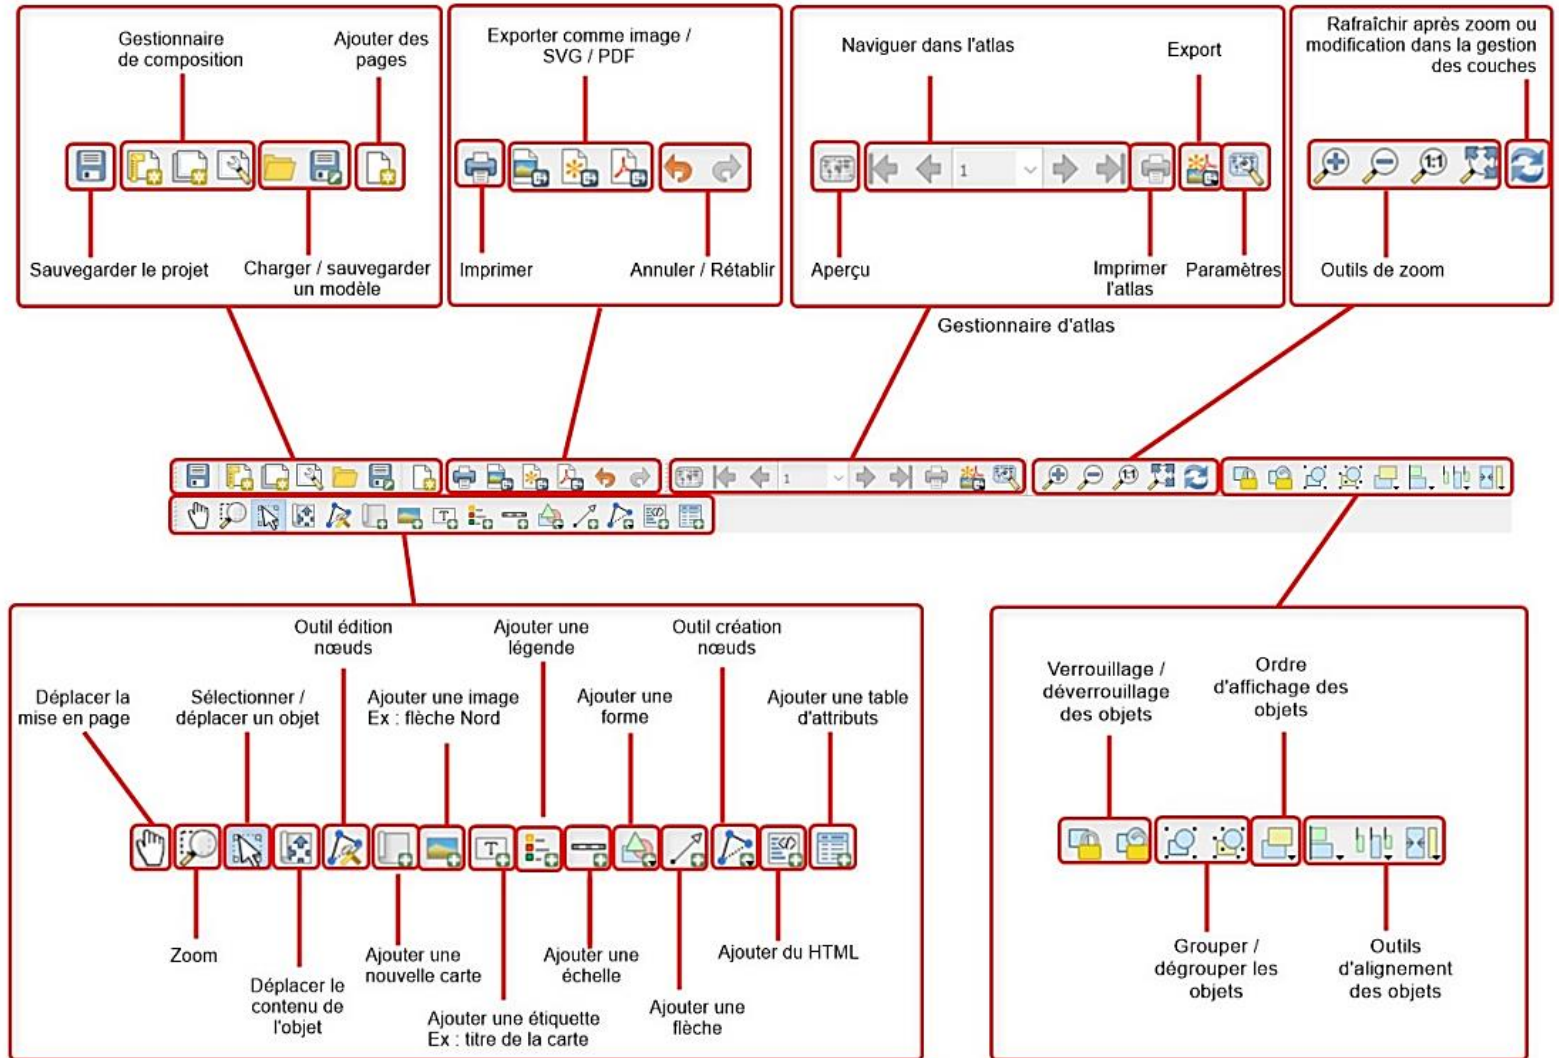 Gestionnaire
de composition
Ajouter des
pages
Sauvegarder le projet
Charger / sauvegarder
un modèle
Exporter comme image /
SVG / PDF
Imprimer
Annuler / Rétablir
Naviguer dans l'atlas
Export
1
Aperçu
Imprimer
l'atlas
Paramètres
Gestionnaire d'atlas
Rafraîchir après zoom ou
modification dans la gestion
des couches
1:1
Outils de zoom
1
1:1
Outil édition
nœuds
Ajouter une
légende
Outil création
nœuds
Déplacer la
mise en page
Sélectionner /
déplacer un objet
Ajouter une image
Ex : flèche Nord
Ajouter une
forme
Ajouter une table
d'attributs
T
Zoom
Déplacer le
contenu de
l'objet
Ajouter une
nouvelle carte
Ajouter une étiquette
Ex : titre de la carte
Ajouter une
échelle
Ajouter une
flèche
Ajouter du HTML
Verrouillage /
déverrouillage
des objets
Ordre
d'affichage des
objets
Grouper /
dégrouper les
objets
Outils
d'alignement
des objets